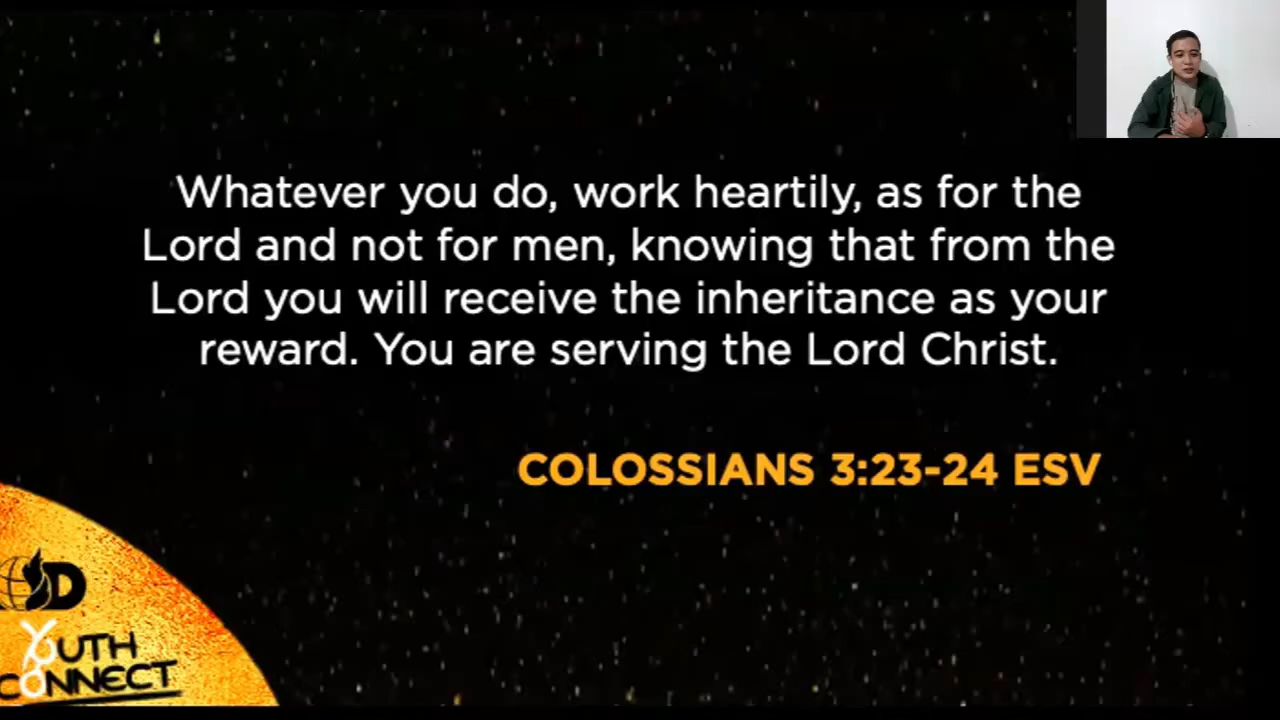 Whatever you do, work heartily, as for the
Lord and not for men, knowing that from the
Lord you will receive the inheritance as your
reward. You are serving the Lord Christ.
COLOSSIANS 3:23-24 ESV
D
YOUTH
CONNECT